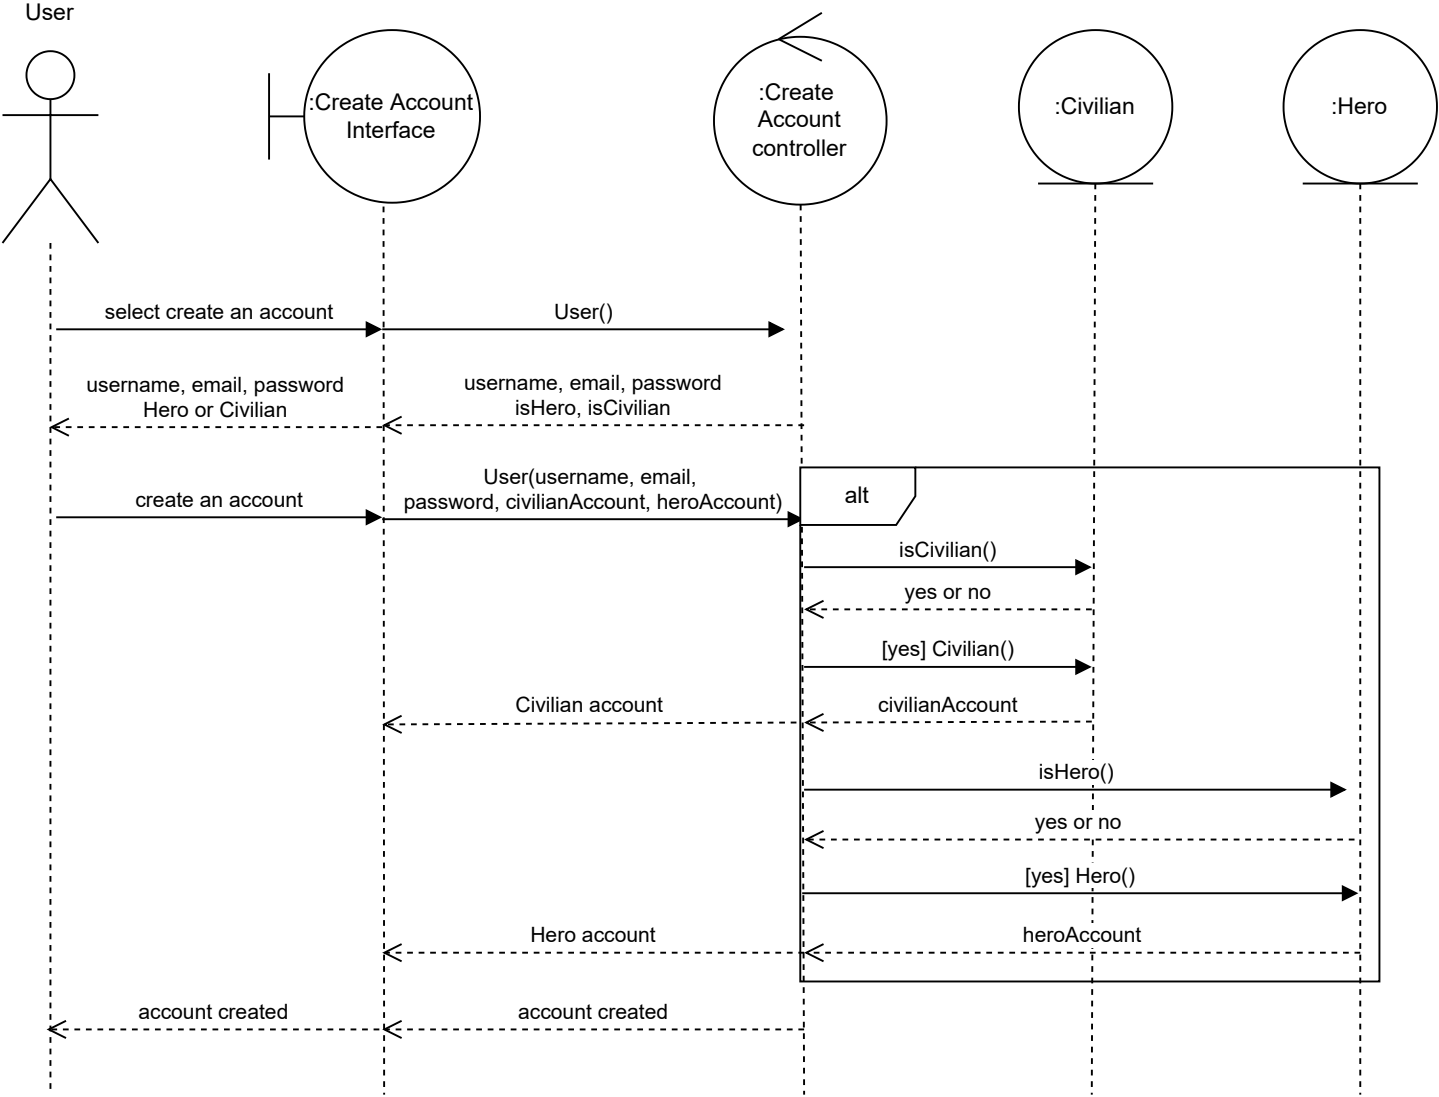 User
:Create Account
Interface
:Create
Account
controller
:Civilian
:Hero
select create an account
User()
username, email, password
Hero or Civilian
username, email, password
isHero, isCivilian
create an account
User(username, email,
password, civilianAccount, heroAccount)
alt
isCivilian()
yes or no
[yes] Civilian()
Civilian account
civilianAccount
isHero()
yes or no
[yes] Hero()
Hero account
heroAccount
account created
account created